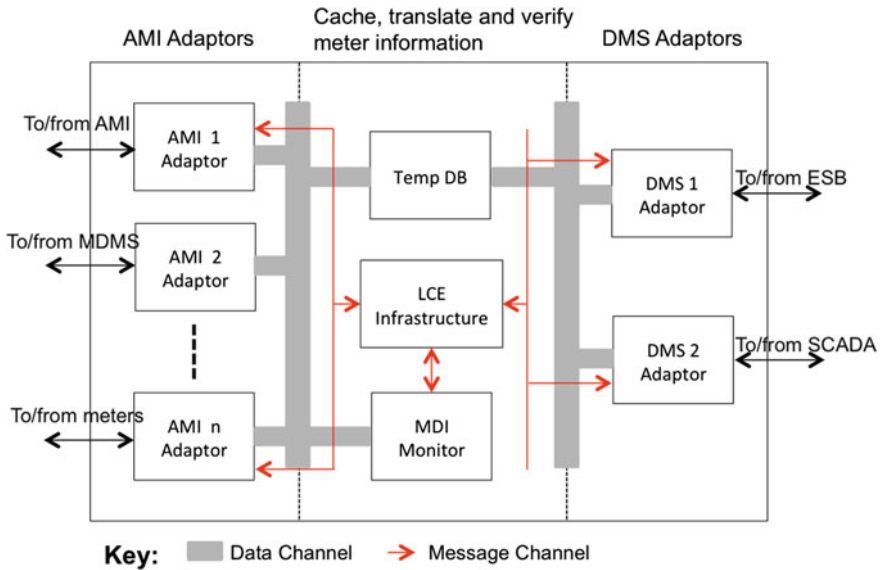 Cache, translate and verify
meter information
AMI Adaptors
DMS Adaptors
To/from AMI
AMI 1
Adaptor
To/from MDMS
AMI 2
Adaptor
To/from meters
AMI n
Adaptor
Temp DB
LCE
Infrastructure
MDI
Monitor
DMS 1
Adaptor
To/from ESB
DMS 2
Adaptor
To/from SCADA
Key:
Data Channel
Message Channel